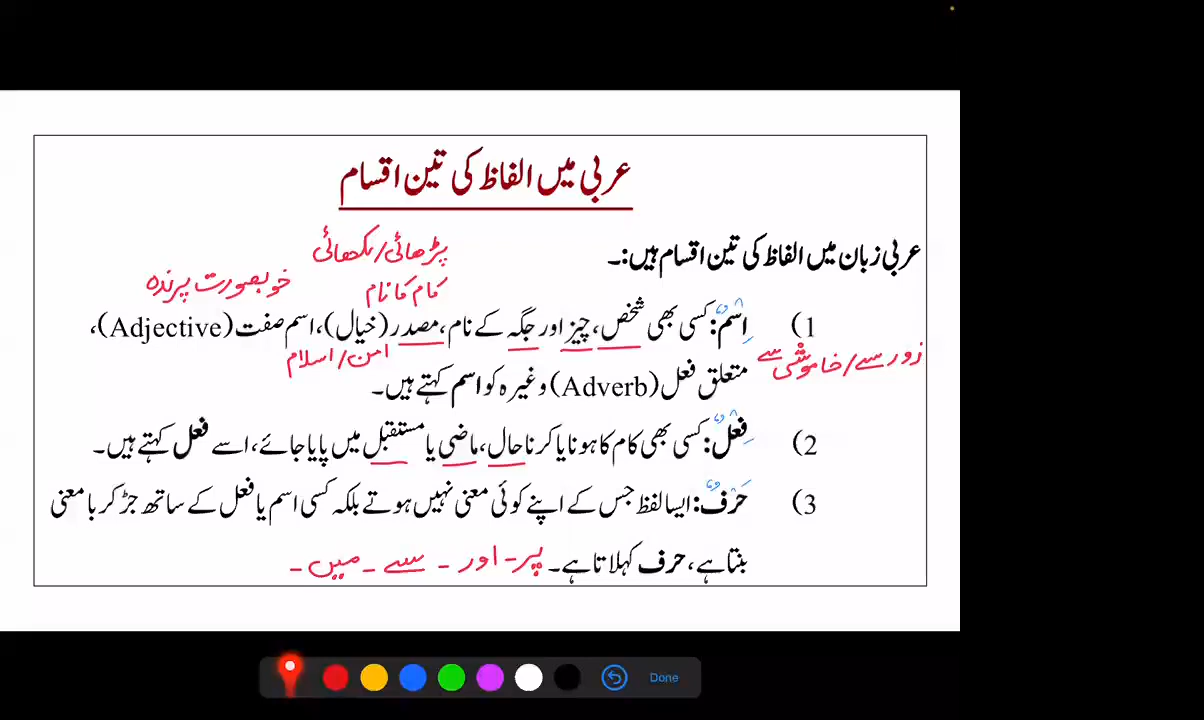 عربی میں الفاظ کی تین اقسام
عربی زبان میں الفاظ کی تین اقسام ہیں:۔
پڑھائی/لکھائی
کام کا نام
خوبصورت پرندہ
1) اِسْمٌ: کسی بھی شخص، چیز اور جگہ کے نام، مصدر (خیال)، اسم صفت (Adjective)،
امن/اسلام
زور سے/خاموشی سے
متعلق فعل (Adverb) وغیرہ کو اسم کہتے ہیں۔
2) فِعْلٌ: کسی بھی کام کا ہونا یا کرنا حال، ماضی یا مستقبل میں پایا جائے، اسے فعل کہتے ہیں۔
3) حَرْفٌ: ایسا لفظ جس کے اپنے کوئی معنی نہیں ہوتے بلکہ کسی اسم یا فعل کے ساتھ جڑ کر با معنی
بنتا ہے، حرف کہلاتا ہے۔ پر - اور - سے - میں -
Done